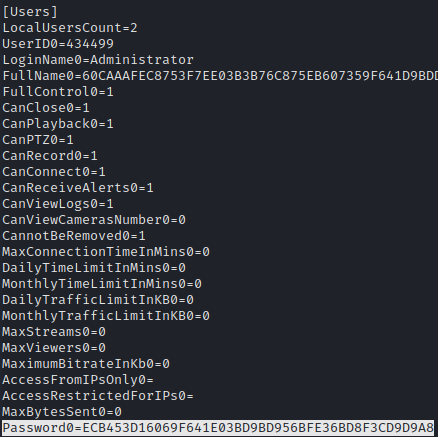 [Users]
LocalUsersCount=2
UserID0=434499
LoginName0=Administrator
FullName0=60CAAAFEC8753F7EE03B3B76C875EB607359F641D9BDD
FullControl0=1
CanClose0=1
CanPlayback0=1
CanPTZ0=1
CanRecord0=1
CanConnect0=1
CanReceiveAlerts0=1
CanViewLogs0=1
CanViewCamerasNumber0=0
CannotBeRemoved0=1
MaxConnectionTimeInMins0=0
DailyTimeLimitInMins0=0
MonthlyTimeLimitInMins0=0
DailyTrafficLimitInKB0=0
MonthlyTrafficLimitInKB0=0
MaxStreams0=0
MaxViewers0=0
MaximumBitrateInKb0=0
AccessFromIPsOnly0=
AccessRestrictedForIPs0=
MaxBytesSent0=0
Password0=ECB453D16069F641E03BD9BD956BFE36BD8F3CD9D9A8